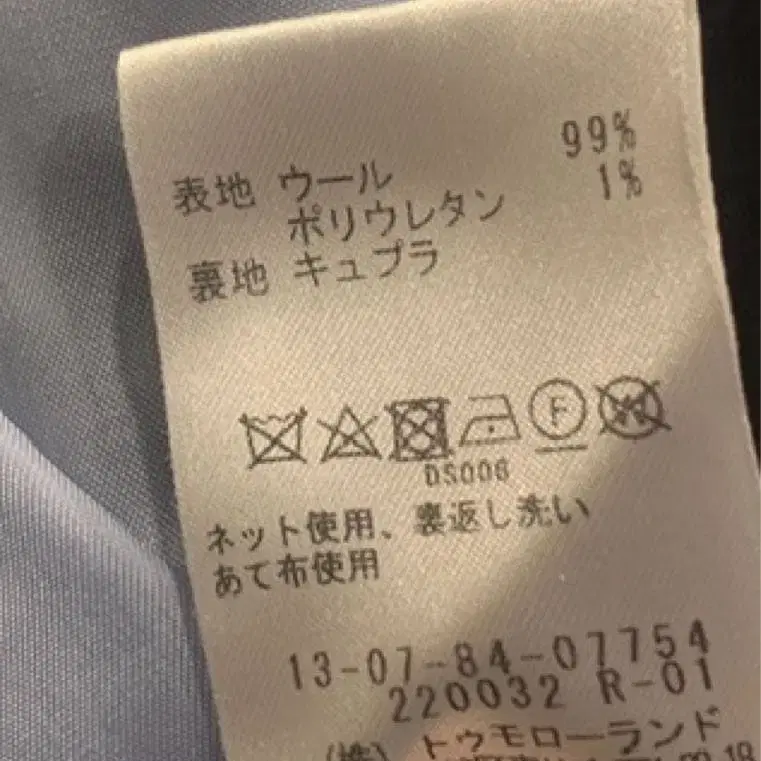 表地 ウール 99%
ポリウレタン 1%
裏地 キュプラ
F W
DS006
ネット使用、裏返し洗い
あて布使用
13-07-84-07754
220032 R-01
(株) トゥモローランド